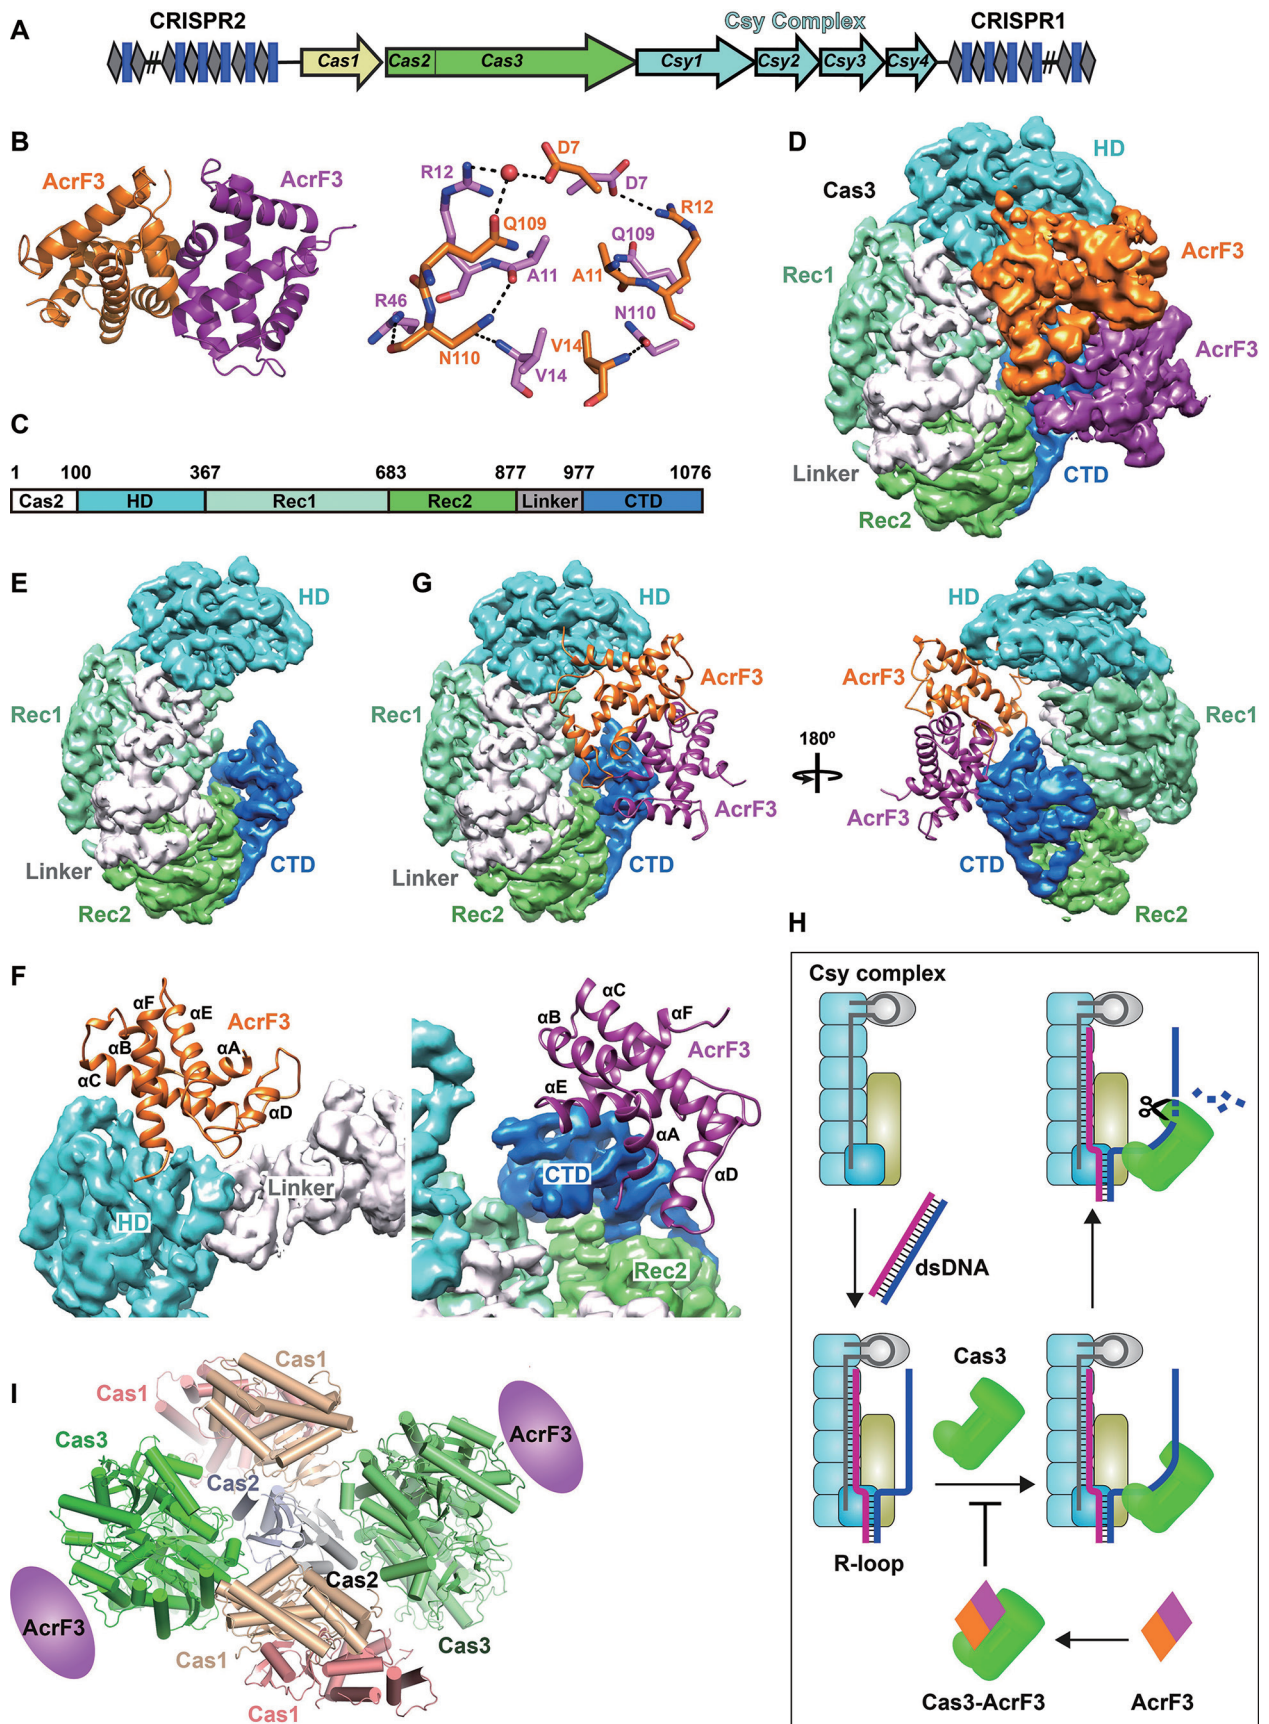 A
CRISPR2
Csy Complex
CRISPR1
Cas1
Cas2
Cas3
Csy1
Csy2
Csy3
Csy4
B
AcrF3
AcrF3
R12
D7
D7
R12
Q109
Q109
A11
A11
R46
N110
N110
V14
V14
C
1 100 367 683 877 977 1076
Cas2 HD Rec1 Rec2 Linker CTD
D
HD
Cas3
AcrF3
Rec1
AcrF3
Linker
CTD
Rec2
E
HD
Rec1
CTD
Linker
Rec2
G
HD
AcrF3
Rec1
AcrF3
Linker
CTD
Rec2
180º
HD
AcrF3
Rec1
AcrF3
CTD
Rec2
F
αF
αE
AcrF3
αB
αA
αC
αD
Linker
HD
αC
αB
αF
AcrF3
αE
αA
CTD
αD
Rec2
H
Csy complex
dsDNA
Cas3
R-loop
Cas3-AcrF3
AcrF3
I
Cas1
Cas1
AcrF3
Cas3
Cas2
Cas2
AcrF3
Cas1
Cas3
Cas1